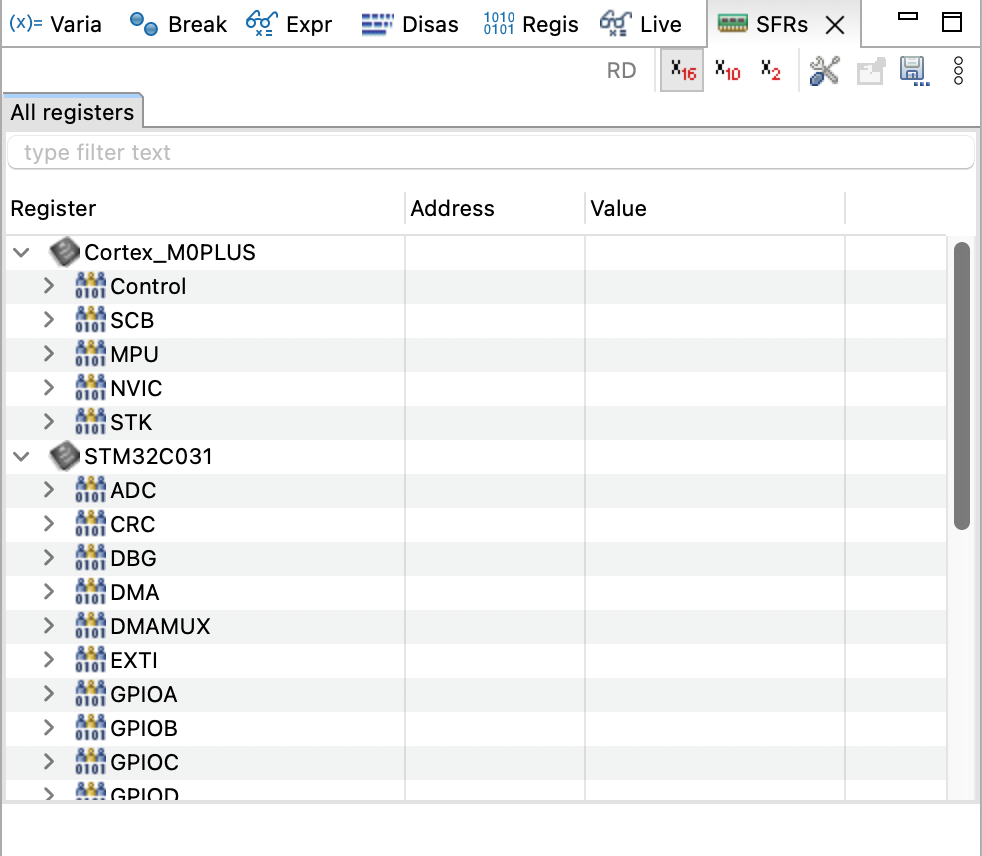 (x)= Varia Break Expr Disas 1010 0101 Regis Live SFRs
RD X16 X10 X2
All registers
type filter text
Register Address Value
Cortex_M0PLUS
Control
SCB
MPU
NVIC
STK
STM32C031
ADC
CRC
DBG
DMA
DMAMUX
EXTI
GPIOA
GPIOB
GPIOC
GPIOD